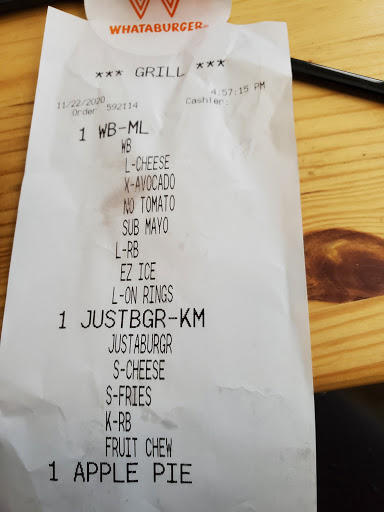 WHATABURGER
*** GRILL ***
11/22/2020 4:57:15 PM
Order 592114 Cashier:
1 WB-ML
WB
L-CHEESE
X-AVOCADO
NO TOMATO
SUB MAYO
L-RB
EZ ICE
L-ON RINGS
1 JUSTBGR-KM
JUSTABURGR
S-CHEESE
S-FRIES
K-RB
FRUIT CHEW
1 APPLE PIE